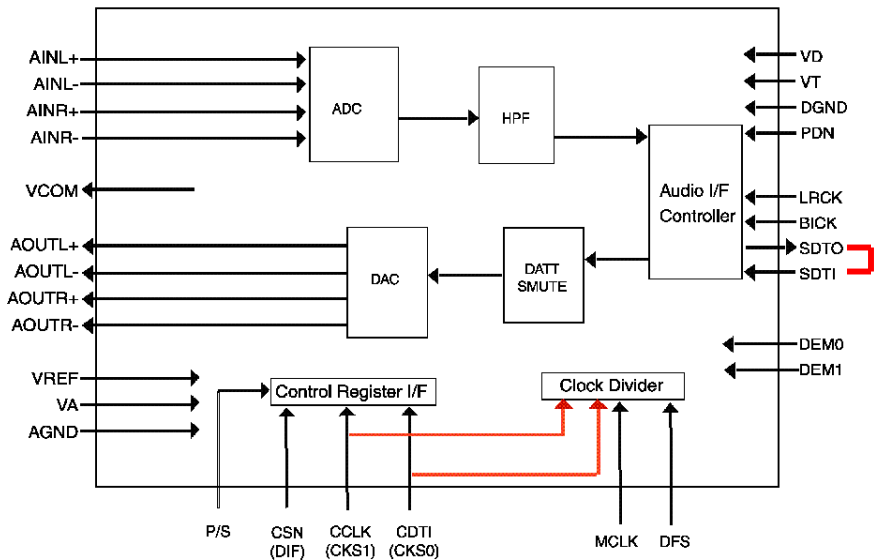 AINL+
AINL-
AINR+
AINR-
VCOM
AOUTL+
AOUTL-
AOUTR+
AOUTR-
VREF
VA
AGND
ADC
HPF
Audio I/F
Controller
DAC
DATT
SMUTE
Control Register I/F
Clock Divider
VD
VT
DGND
PDN
LRCK
BICK
SDTO
SDTI
DEM0
DEM1
P/S
CSN
(DIF)
CCLK
(CKS1)
CDTI
(CKS0)
MCLK
DFS